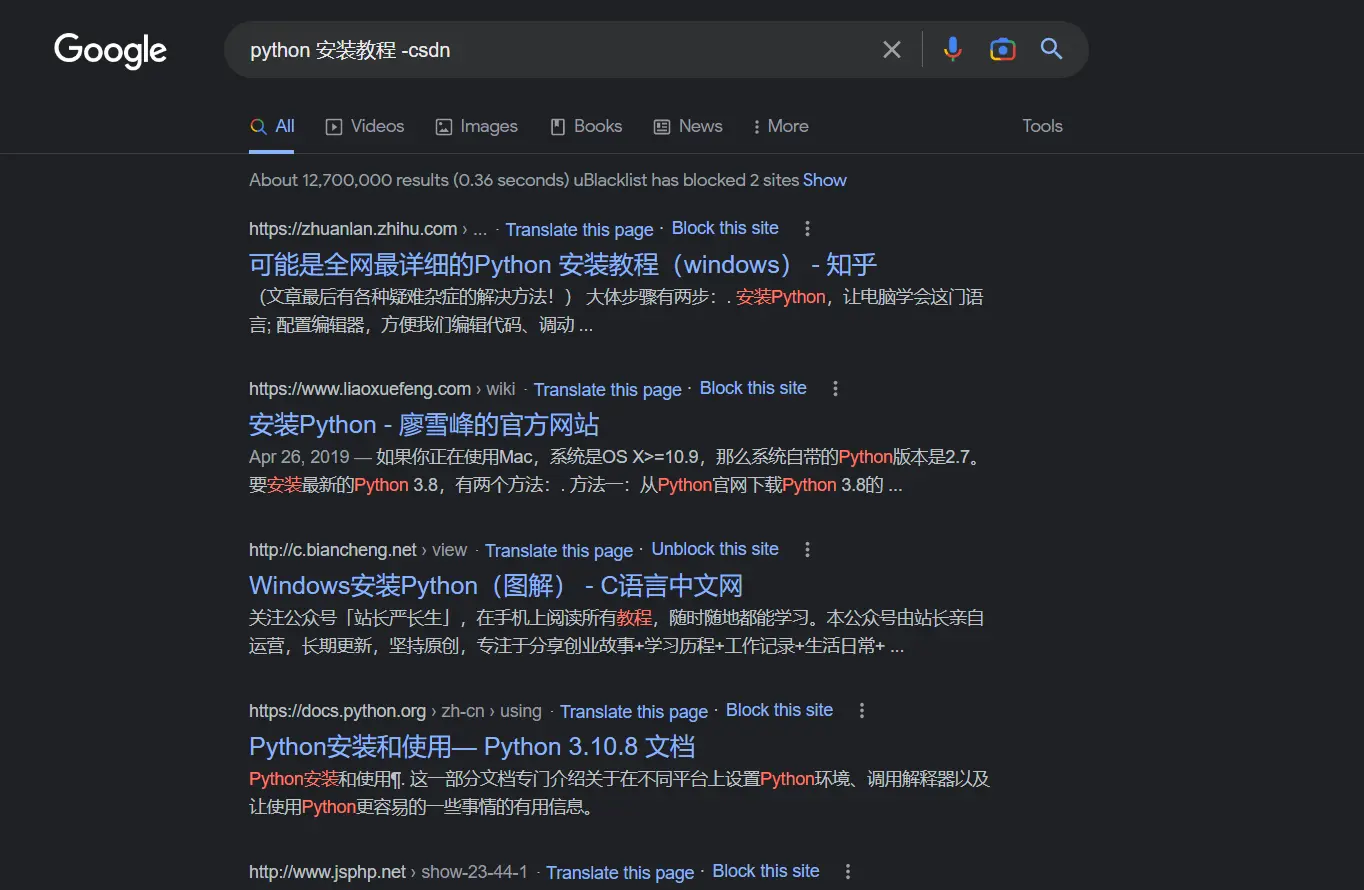 Google
python 安装教程 -csdn
All Videos Images Books News More Tools
About 12,700,000 results (0.36 seconds) uBlacklist has blocked 2 sites Show
https://zhuanlan.zhihu.com › ... · Translate this page · Block this site
可能是全网最详细的Python 安装教程（windows） - 知乎
（文章最后有各种疑难杂症的解决方法！） 大体步骤有两步：. 安装Python，让电脑学会这门语
言; 配置编辑器，方便我们编辑代码、调动 ...
https://www.liaoxuefeng.com › wiki · Translate this page · Block this site
安装Python - 廖雪峰的官方网站
Apr 26, 2019 — 如果你正在使用Mac，系统是OS X>=10.9，那么系统自带的Python版本是2.7。
要安装最新的Python 3.8，有两个方法：. 方法一：从Python官网下载Python 3.8的 ...
http://c.biancheng.net › view · Translate this page · Unblock this site
Windows安装Python（图解） - C语言中文网
关注公众号「站长严长生」，在手机上阅读所有教程，随时随地都能学习。本公众号由站长亲自
运营，长期更新，坚持原创，专注于分享创业故事+学习历程+工作记录+生活日常+ ...
https://docs.python.org › zh-cn › using · Translate this page · Block this site
Python安装和使用— Python 3.10.8 文档
Python安装和使用¶. 这一部分文档专门介绍关于在不同平台上设置Python环境、调用解释器以及
让使用Python更容易的一些事情的有用信息。
http://www.jsphp.net › show-23-44-1 · Translate this page · Block this site